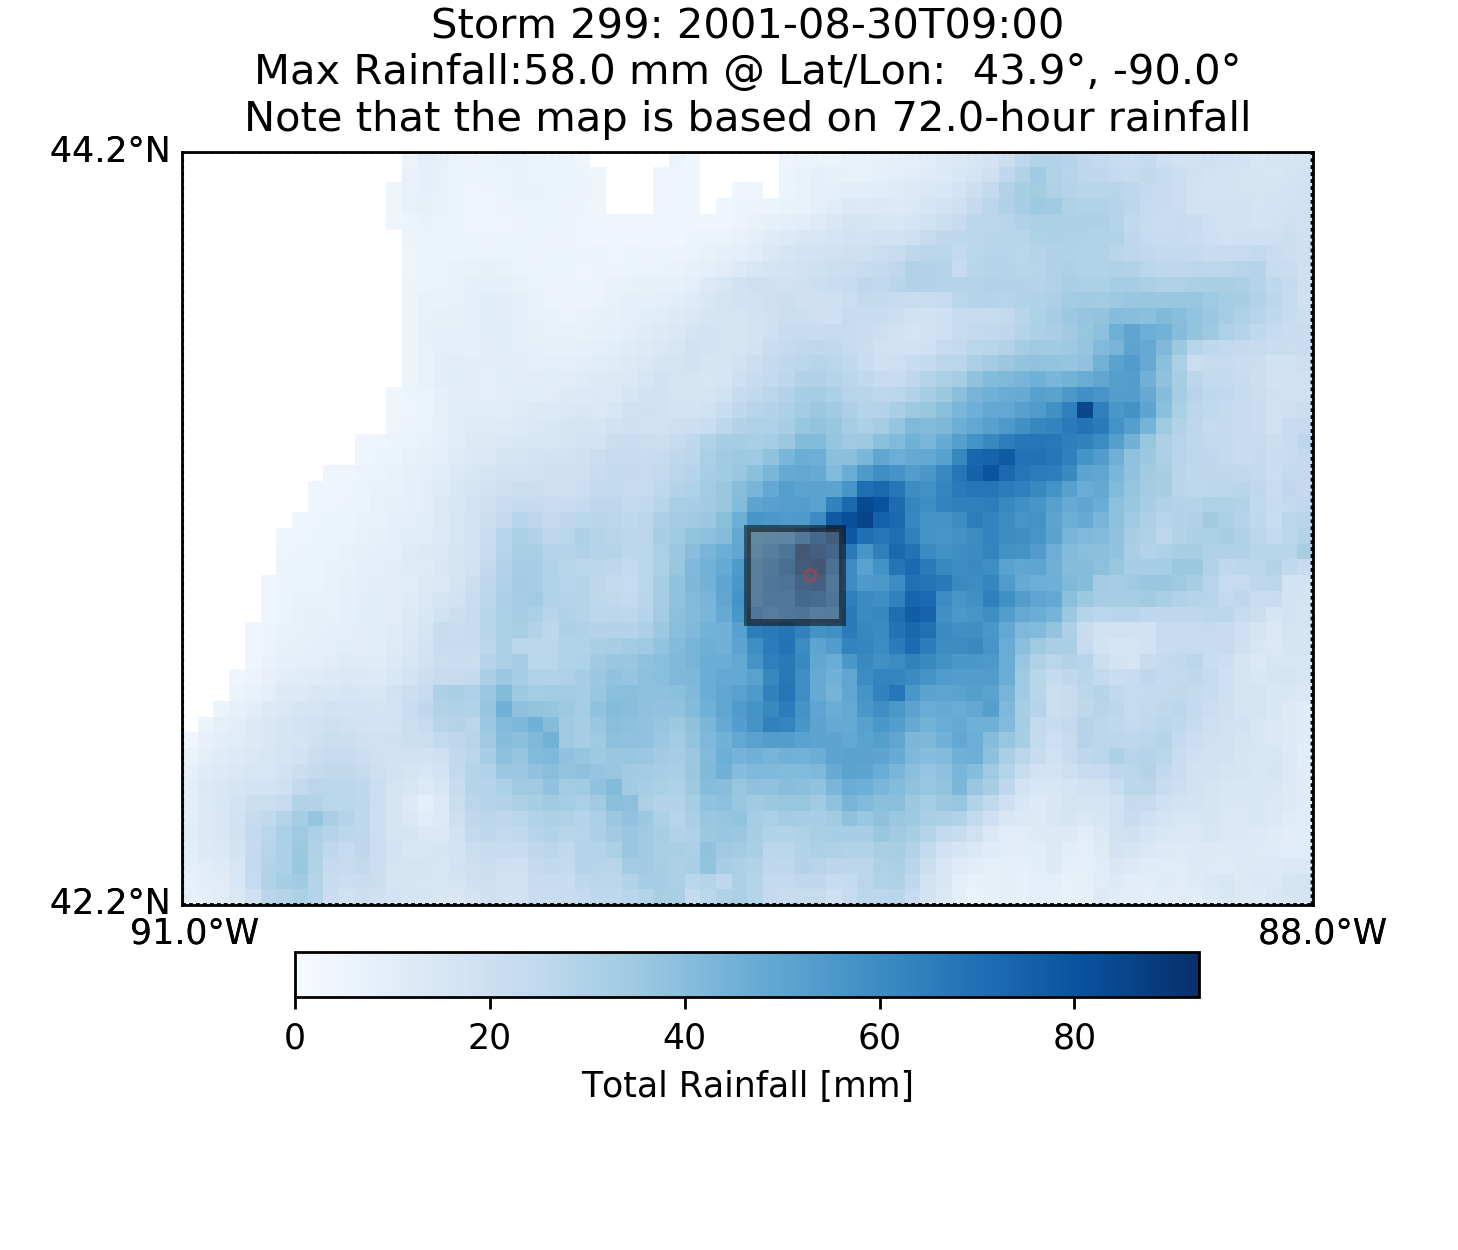 Storm 299: 2001-08-30T09:00
Max Rainfall:58.0 mm @ Lat/Lon:  43.9°, -90.0°
Note that the map is based on 72.0-hour rainfall
44.2°N
42.2°N
91.0°W 88.0°W
0 20 40 60 80
Total Rainfall [mm]